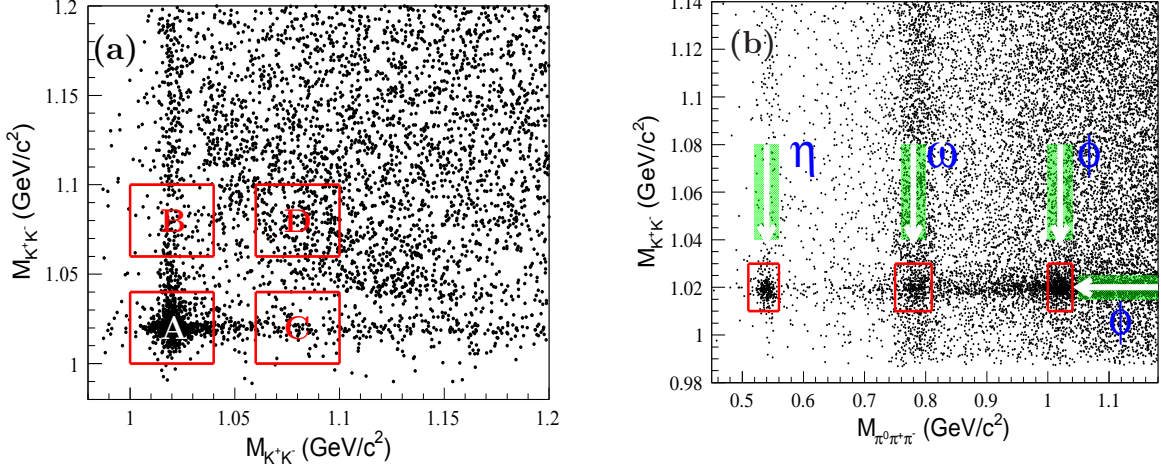 (a)
1.2
1.15
1.1
1.05
1
M_{K^+K^-} (GeV/c^2)
B
D
A
C
1
1.05
1.1
1.15
1.2
M_{K^+K^-} (GeV/c^2)
(b)
1.14
1.12
1.1
1.08
1.06
1.04
1.02
1
0.98
M_{K^+K^-} (GeV/c^2)
η
ω
ϕ
ϕ
0.5
0.6
0.7
0.8
0.9
1
1.1
M_{π^0π^+π^-} (GeV/c^2)